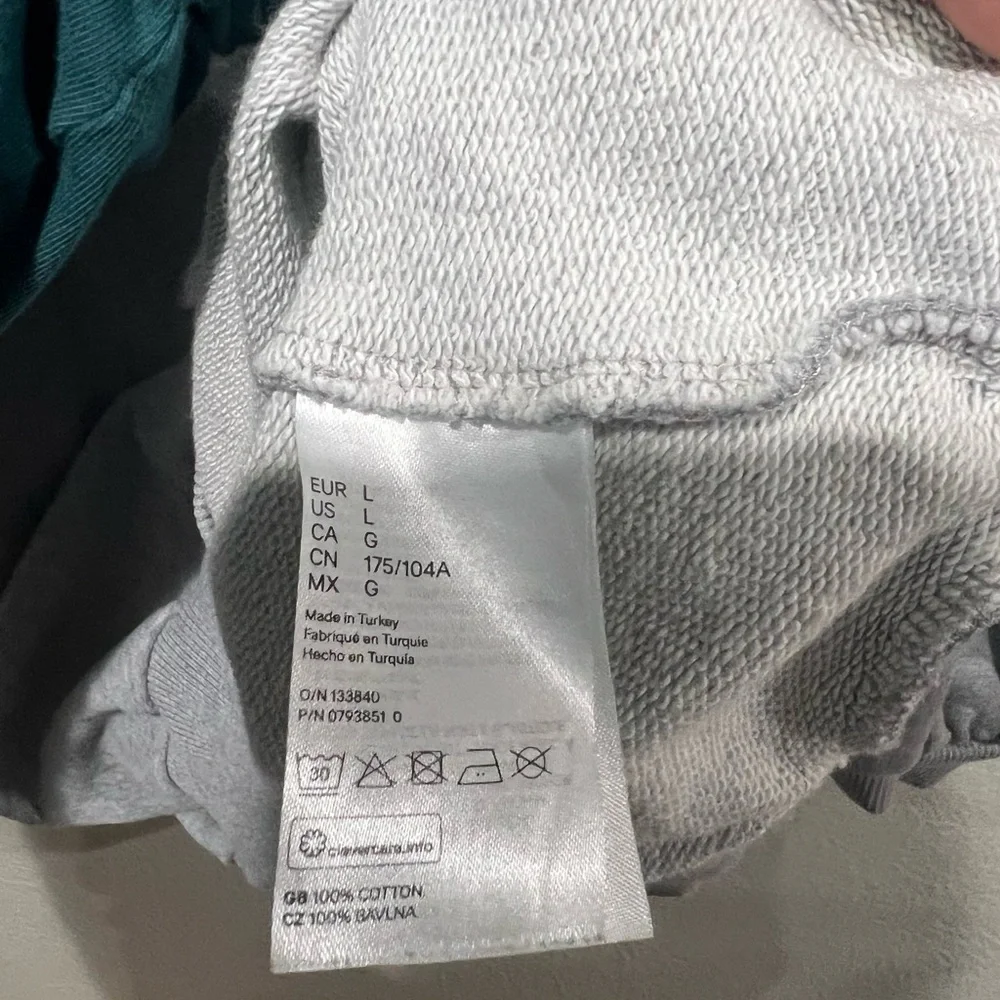 EUR L
US L
CA G
CN 175/104A
MX G
Made in Turkey
Fabriqué en Turquie
Hecho en Turquía
O/N 133840
P/N 0793851 0
30
clevercare.info
GB 100% COTTON
CZ 100% BAVLNA